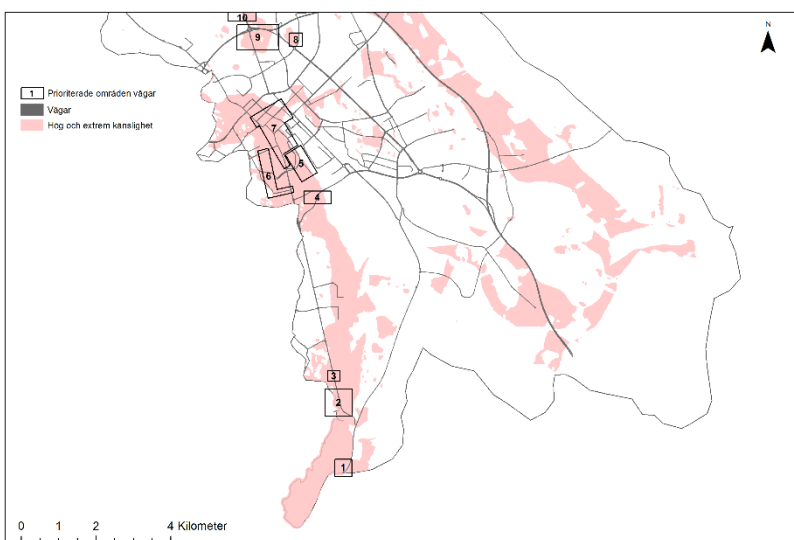 10
9
8
N
1 Prioriterade områden vägar
Vägar
Hög och extrem känslighet
7
5
6
4
3
2
1
0 1 2 4 Kilometer